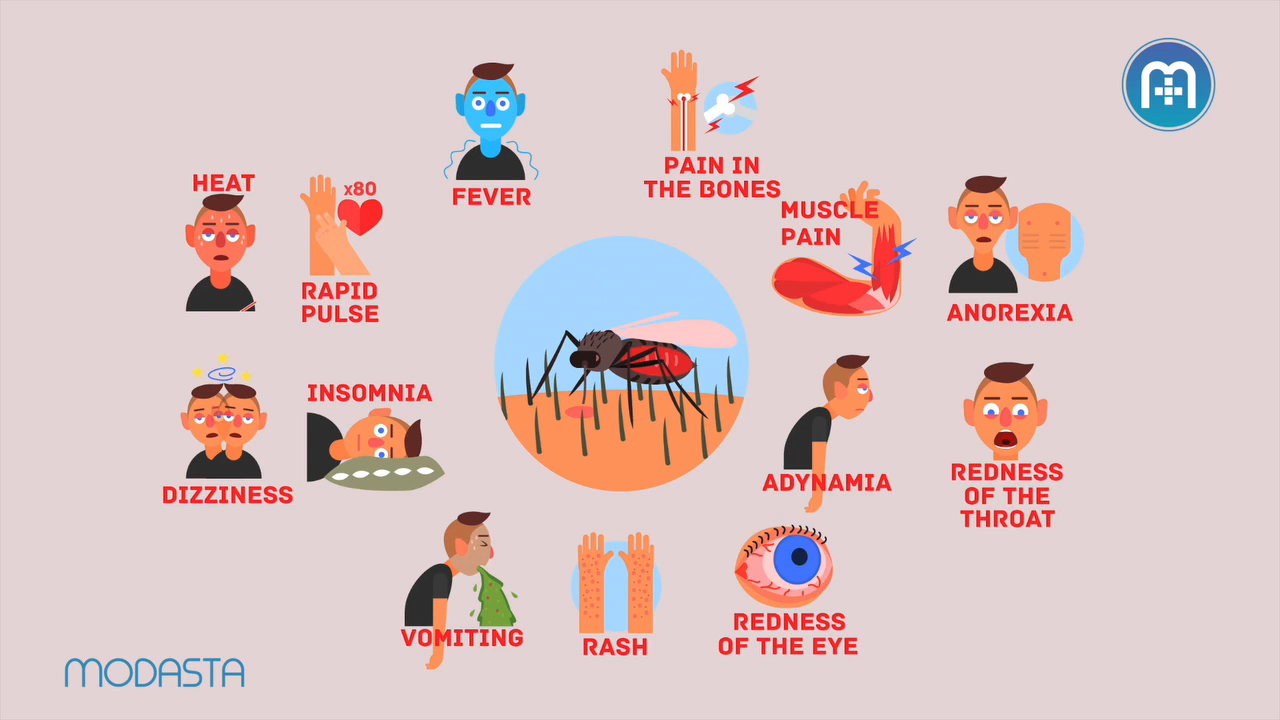 FEVER
PAIN IN
THE BONES
HEAT
x80
RAPID
PULSE
MUSCLE
PAIN
ANOREXIA
DIZZINESS
INSOMNIA
ADYNAMIA
REDNESS
OF THE
THROAT
VOMITING
RASH
REDNESS
OF THE EYE
MODASTA
m